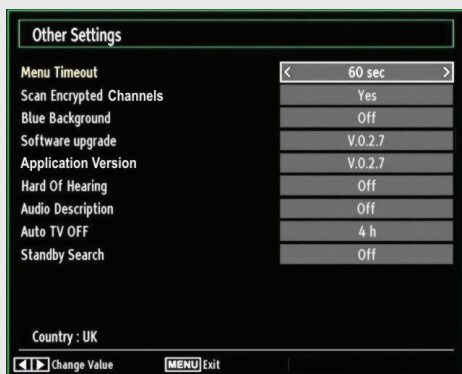 Other Settings
Menu Timeout < 60 sec >
Scan Encrypted Channels Yes
Blue Background Off
Software upgrade V.0.2.7
Application Version V.0.2.7
Hard Of Hearing Off
Audio Description Off
Auto TV OFF 4 h
Standby Search Off
Country : UK
Change Value MENU Exit